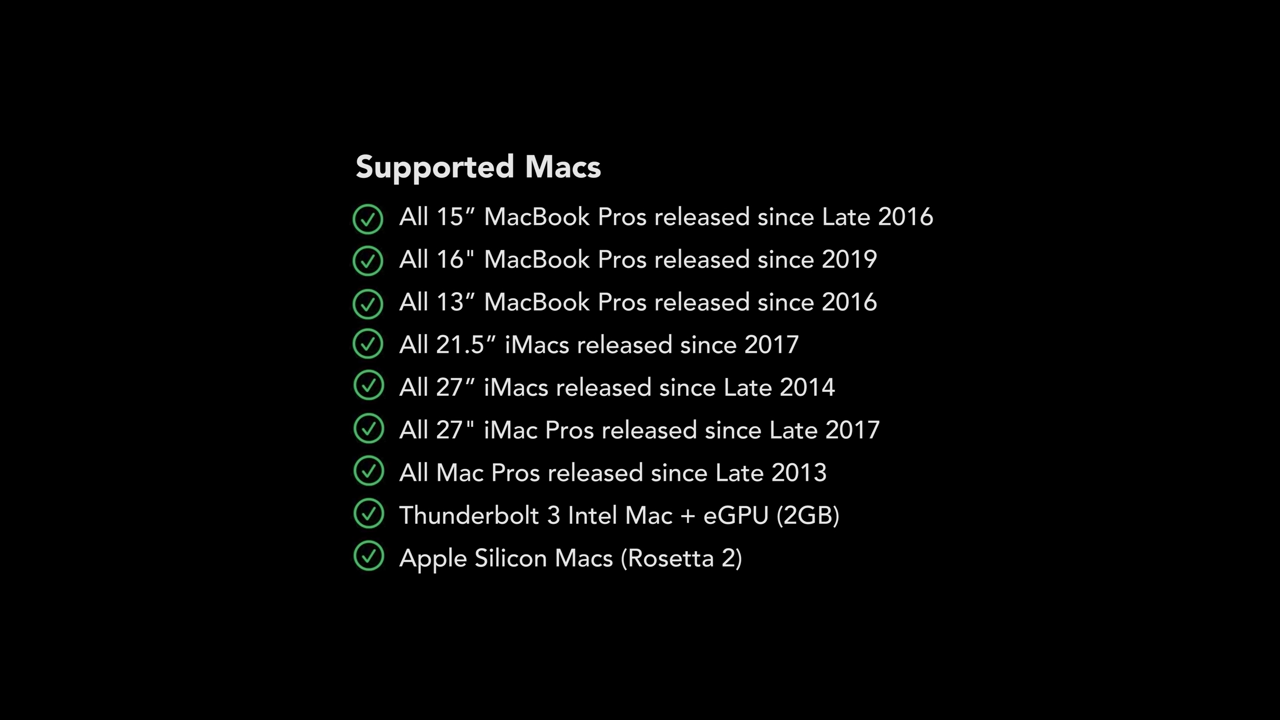 Supported Macs
All 15” MacBook Pros released since Late 2016
All 16" MacBook Pros released since 2019
All 13” MacBook Pros released since 2016
All 21.5” iMacs released since 2017
All 27” iMacs released since Late 2014
All 27" iMac Pros released since Late 2017
All Mac Pros released since Late 2013
Thunderbolt 3 Intel Mac + eGPU (2GB)
Apple Silicon Macs (Rosetta 2)